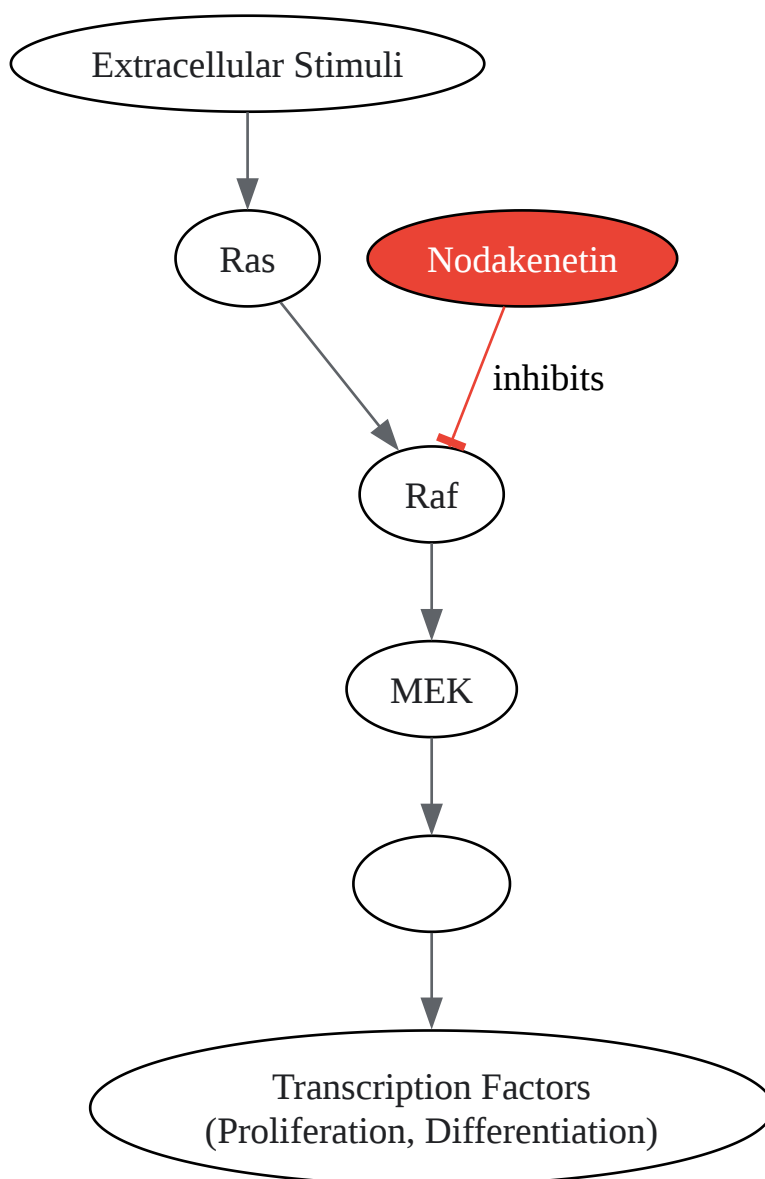 Extracellular Stimuli
Ras
Nodakenetin
inhibits
Raf
MEK
Transcription Factors
(Proliferation, Differentiation)